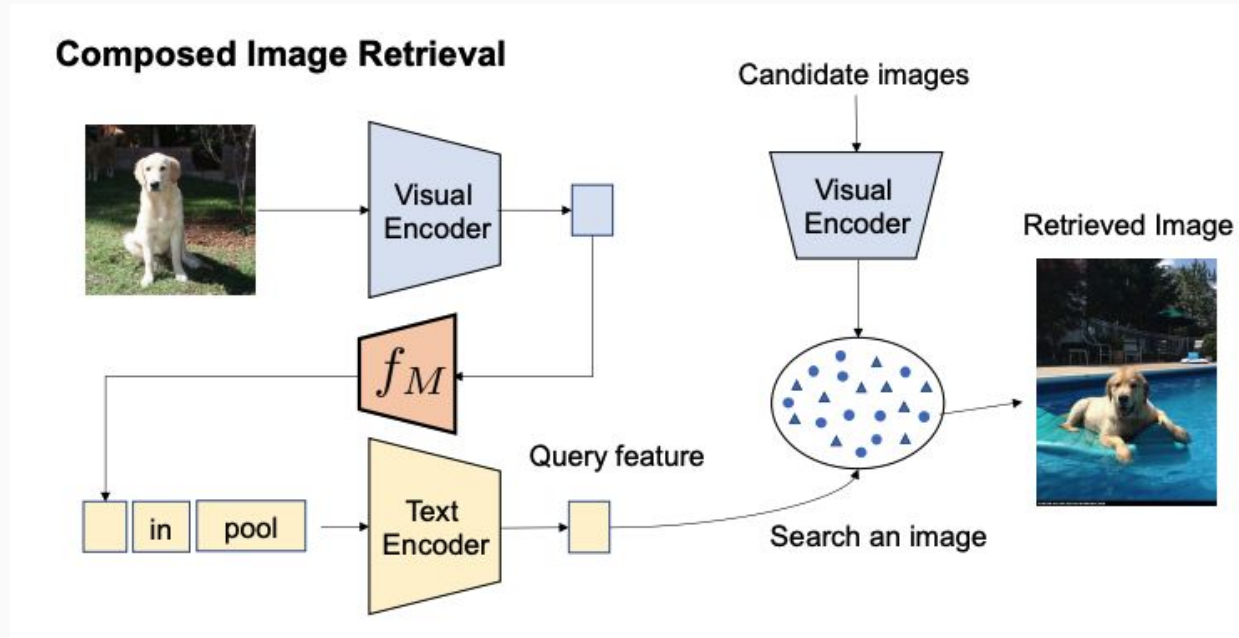 Composed Image Retrieval
Candidate images
Visual
Encoder
Visual
Encoder
Retrieved Image
f_M
Query feature
in
pool
Text
Encoder
Search an image